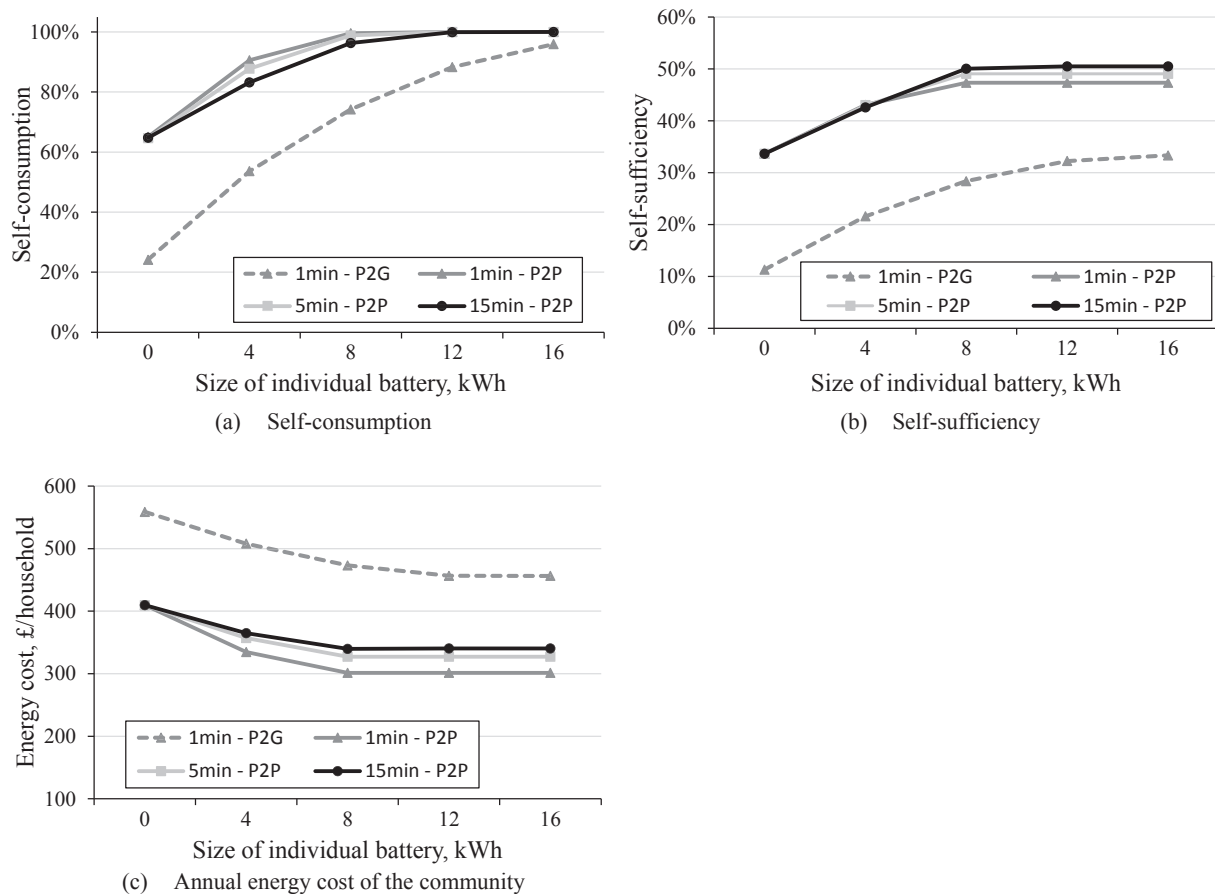 100%
80%
60%
40%
20%
0%
Self-consumption
1min - P2G 1min - P2P
5min - P2P 15min - P2P
0 4 8 12 16
Size of individual battery, kWh
(a) Self-consumption
60%
50%
40%
30%
20%
10%
0%
Self-sufficiency
1min - P2G 1min - P2P
5min - P2P 15min - P2P
0 4 8 12 16
Size of individual battery, kWh
(b) Self-sufficiency
600
500
400
300
200
100
Energy cost, £/household
1min - P2G 1min - P2P
5min - P2P 15min - P2P
0 4 8 12 16
Size of individual battery, kWh
(c) Annual energy cost of the community